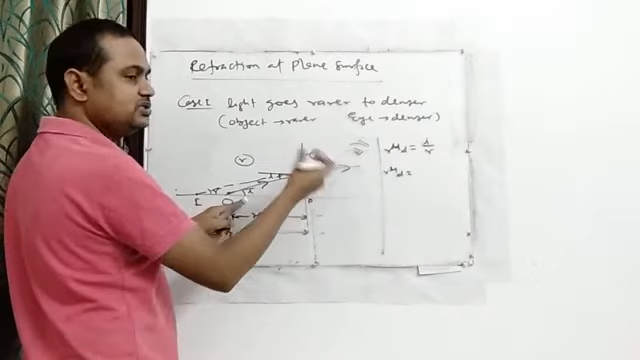 Refraction at Plane Surface
Case I light goes rarer to denser
(object → rarer Eye → denser)
r
rμd = i/r
rμd =
I O
P